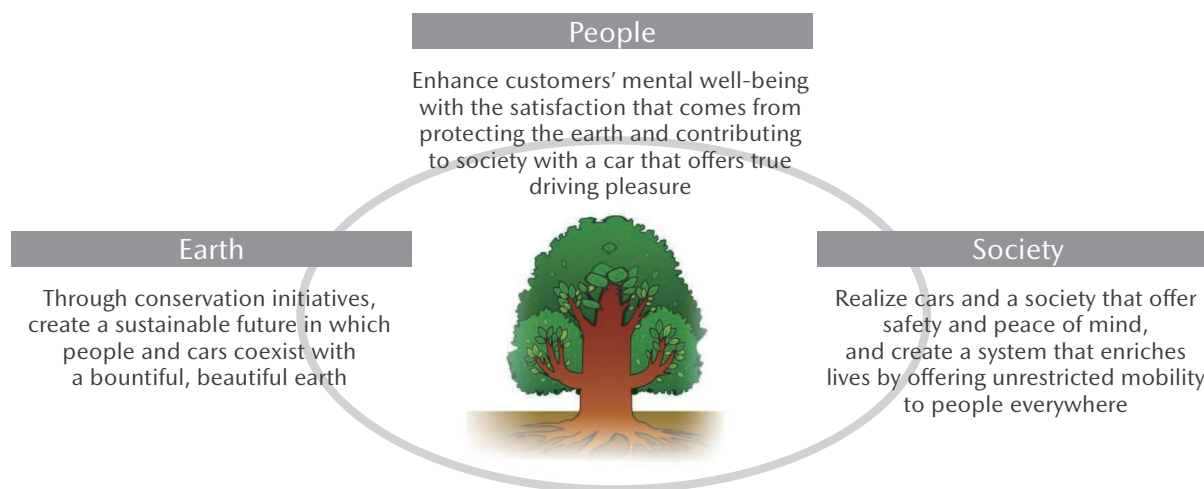 People
Enhance customers’ mental well-being
with the satisfaction that comes from
protecting the earth and contributing
to society with a car that offers true
driving pleasure
Earth
Through conservation initiatives,
create a sustainable future in which
people and cars coexist with
a bountiful, beautiful earth
Society
Realize cars and a society that offer
safety and peace of mind,
and create a system that enriches
lives by offering unrestricted mobility
to people everywhere